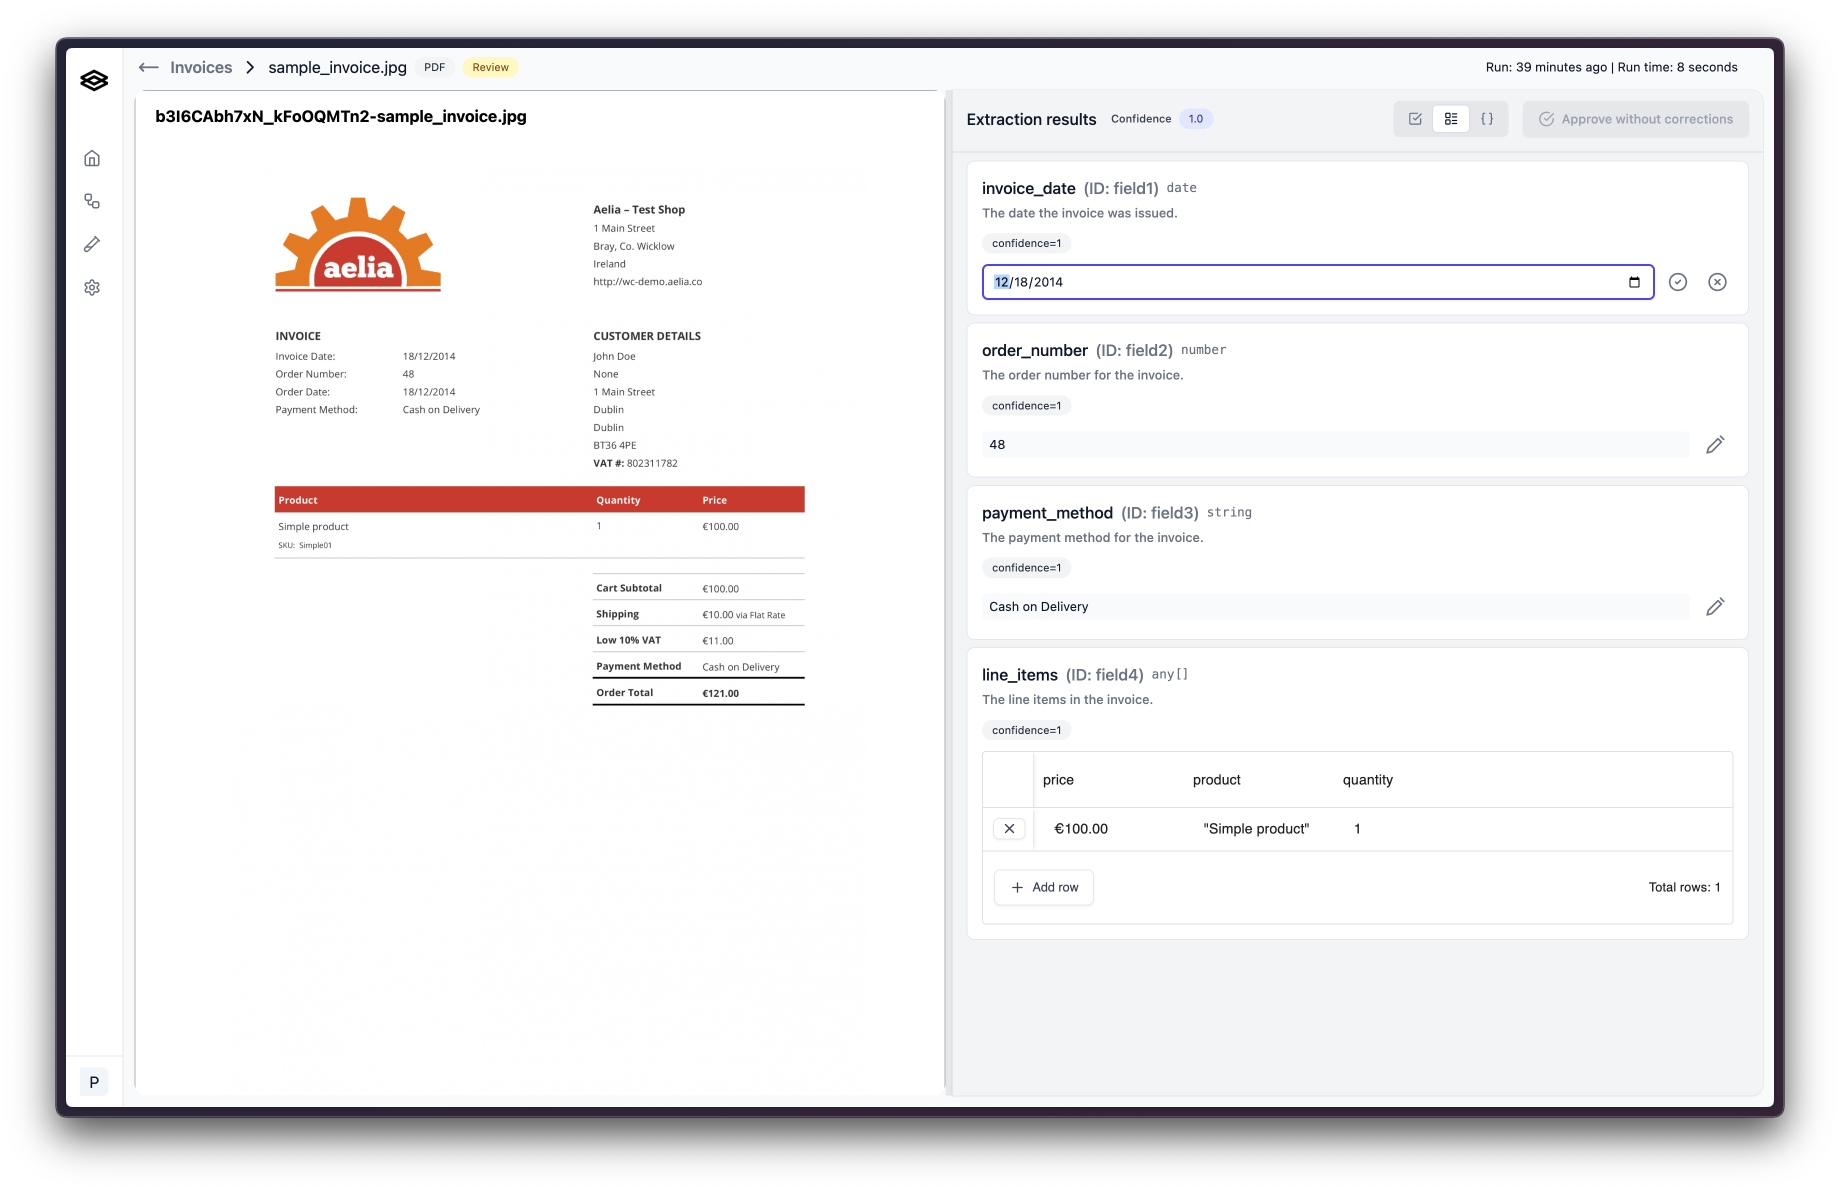 Invoices > sample_invoice.jpg PDF Review
Run: 39 minutes ago | Run time: 8 seconds
b3I6CAbh7xN_kFoOQMTn2-sample_invoice.jpg
aelia
Aelia – Test Shop
1 Main Street
Bray, Co. Wicklow
Ireland
http://wc-demo.aelia.co
INVOICE
Invoice Date: 18/12/2014
Order Number: 48
Order Date: 18/12/2014
Payment Method: Cash on Delivery
CUSTOMER DETAILS
John Doe
None
1 Main Street
Dublin
Dublin
BT36 4PE
VAT #: 802311782
Product Quantity Price
Simple product 1 €100.00
SKU: Simple01
Cart Subtotal €100.00
Shipping €10.00 via Flat Rate
Low 10% VAT €11.00
Payment Method Cash on Delivery
Order Total €121.00
Extraction results Confidence 1.0 { } Approve without corrections
invoice_date (ID: field1) date
The date the invoice was issued.
confidence=1
12/18/2014
order_number (ID: field2) number
The order number for the invoice.
confidence=1
48
payment_method (ID: field3) string
The payment method for the invoice.
confidence=1
Cash on Delivery
line_items (ID: field4) any[]
The line items in the invoice.
confidence=1
price product quantity
€100.00 "Simple product" 1
+ Add row Total rows: 1
P